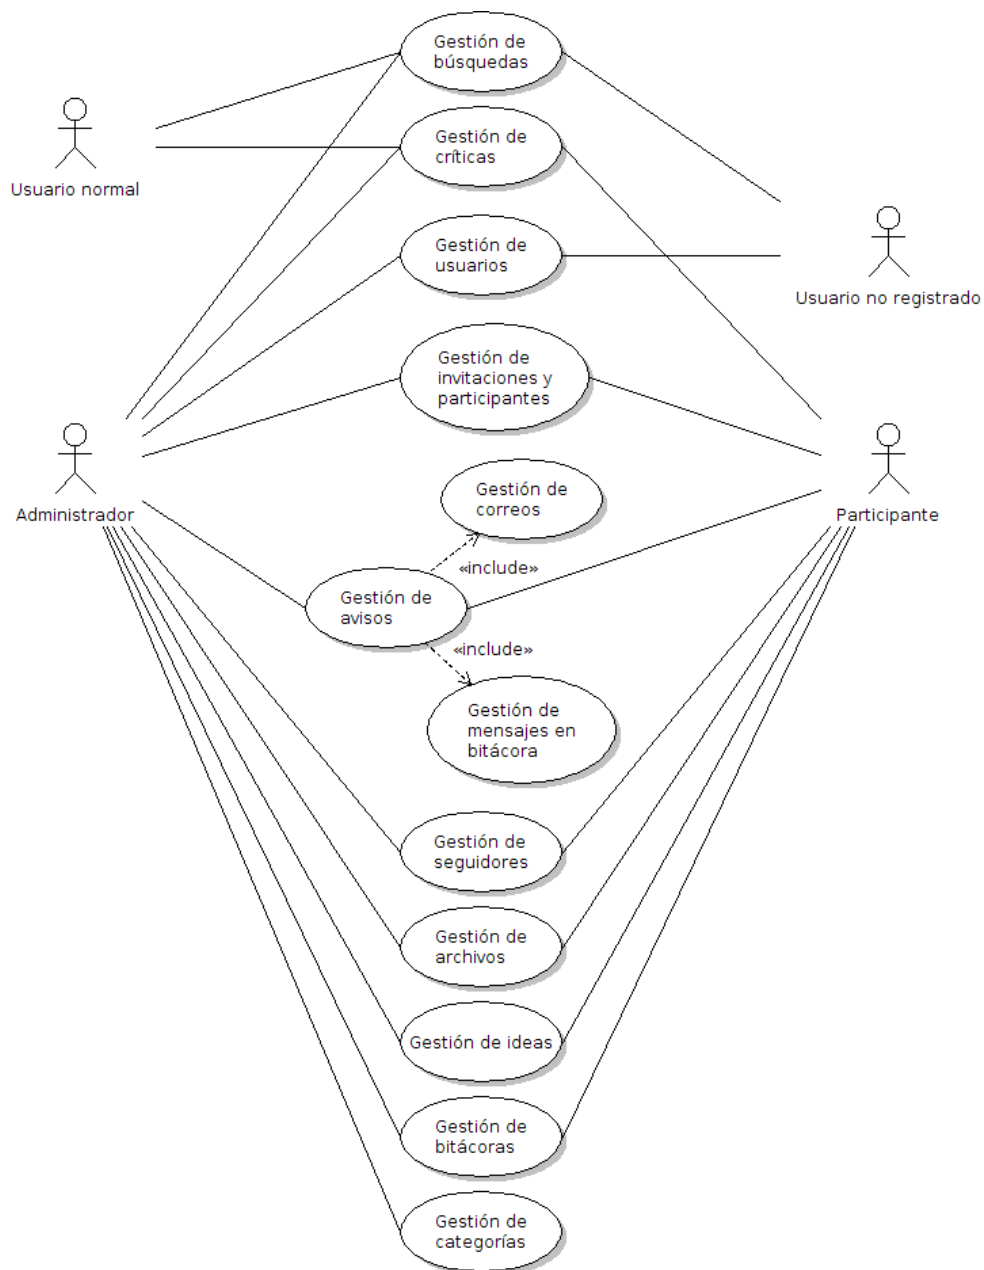 Gestión de
búsquedas
Gestión de
críticas
Usuario normal
Gestión de
usuarios
Usuario no registrado
Gestión de
invitaciones y
participantes
Administrador
Participante
Gestión de
correos
«include»
Gestión de
avisos
«include»
Gestión de
mensajes en
bitácora
Gestión de
seguidores
Gestión de
archivos
Gestión de ideas
Gestión de
bitácoras
Gestión de
categorías